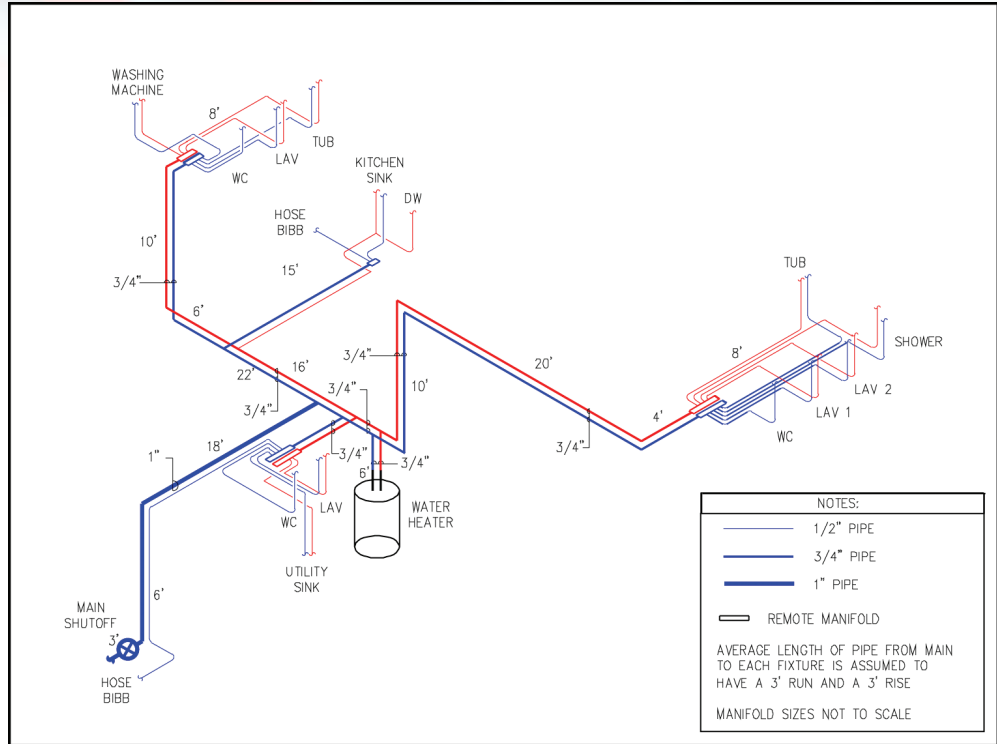 WASHING
MACHINE
8'
TUB
LAV
WC
KITCHEN
SINK
DW
HOSE
BIBB
10'
15'
3/4"
6'
TUB
SHOWER
16'
3/4"
20'
8'
22'
3/4"
10'
LAV 2
3/4"
4'
LAV 1
18'
3/4"
3/4"
WC
1"
6'
3/4"
LAV
WC
WATER
HEATER
UTILITY
SINK
6'
MAIN
SHUTOFF
3'
HOSE
BIBB
NOTES:
1/2" PIPE
3/4" PIPE
1" PIPE
REMOTE MANIFOLD
AVERAGE LENGTH OF PIPE FROM MAIN
TO EACH FIXTURE IS ASSUMED TO
HAVE A 3' RUN AND A 3' RISE
MANIFOLD SIZES NOT TO SCALE